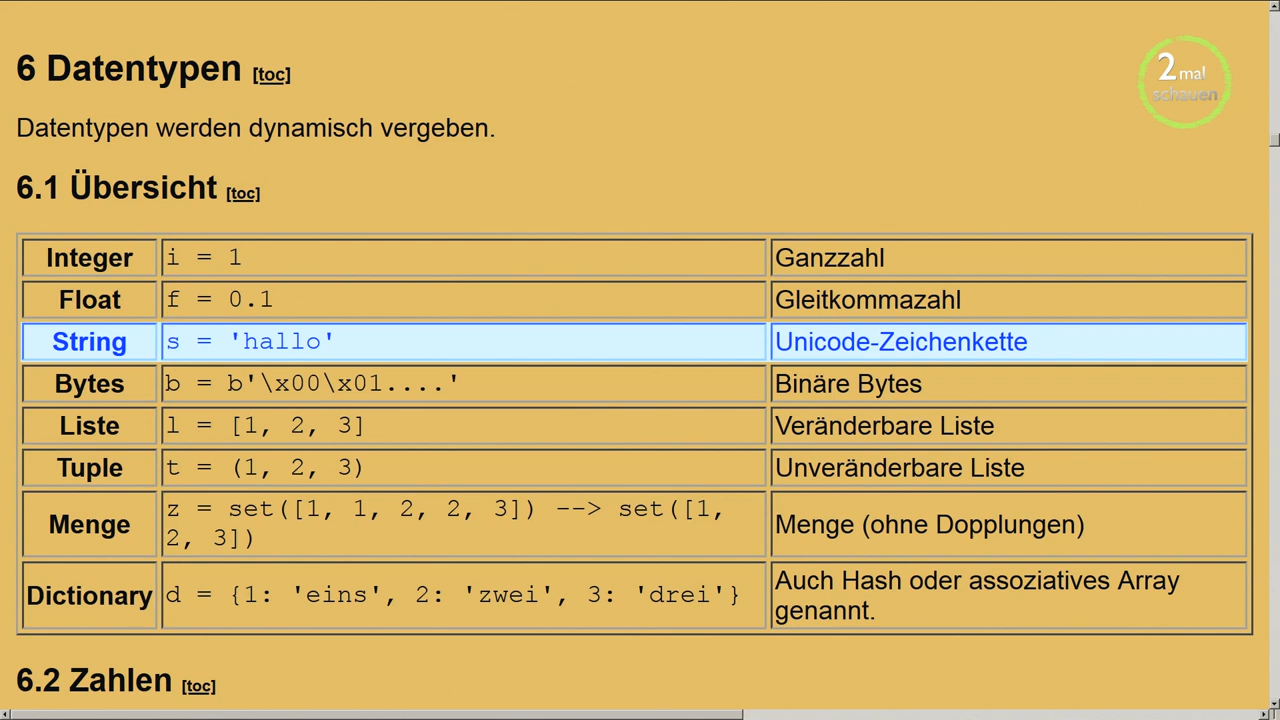 6 Datentypen [toc]
2 mal
schauen
Datentypen werden dynamisch vergeben.
6.1 Übersicht [toc]
Integer i = 1 Ganzzahl
Float f = 0.1 Gleitkommazahl
String s = 'hallo' Unicode-Zeichenkette
Bytes b = b'\x00\x01....' Binäre Bytes
Liste l = [1, 2, 3] Veränderbare Liste
Tuple t = (1, 2, 3) Unveränderbare Liste
Menge z = set([1, 1, 2, 2, 3]) --> set([1,
2, 3]) Menge (ohne Dopplungen)
Dictionary d = {1: 'eins', 2: 'zwei', 3: 'drei'} Auch Hash oder assoziatives Array
genannt.
6.2 Zahlen [toc]